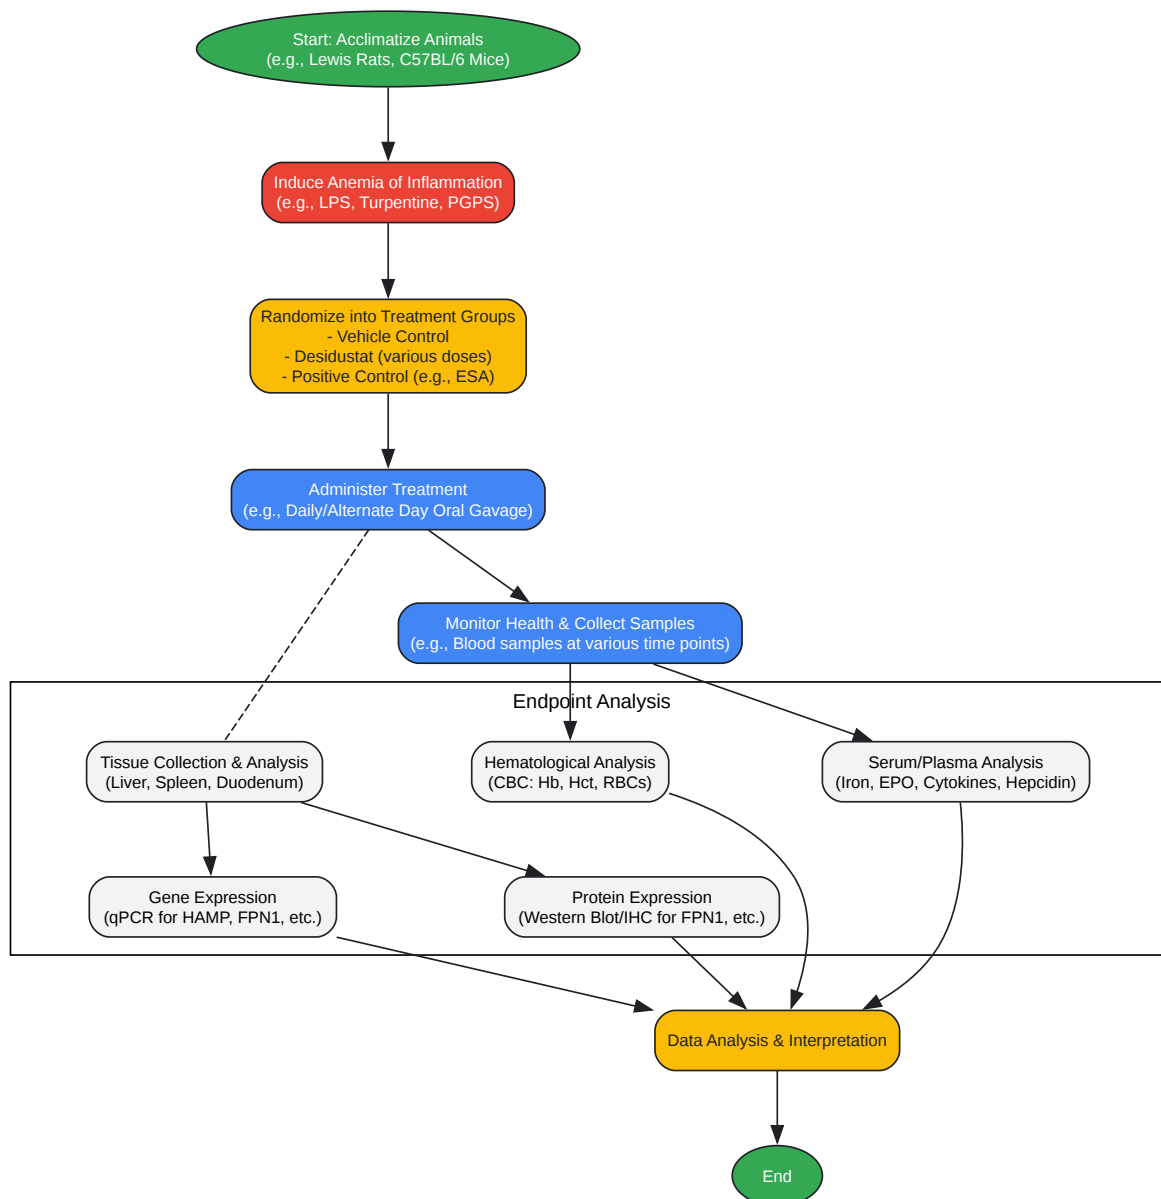 Start: Acclimatize Animals
(e.g., Lewis Rats, C57BL/6 Mice)
Induce Anemia of Inflammation
(e.g., LPS, Turpentine, PGPS)
Randomize into Treatment Groups
- Vehicle Control
- Desidustat (various doses)
- Positive Control (e.g., ESA)
Administer Treatment
(e.g., Daily/Alternate Day Oral Gavage)
Monitor Health & Collect Samples
(e.g., Blood samples at various time points)
Endpoint Analysis
Tissue Collection & Analysis
(Liver, Spleen, Duodenum)
Hematological Analysis
(CBC: Hb, Hct, RBCs)
Serum/Plasma Analysis
(Iron, EPO, Cytokines, Hepcidin)
Gene Expression
(qPCR for HAMP, FPN1, etc.)
Protein Expression
(Western Blot/IHC for FPN1, etc.)
Data Analysis & Interpretation
End